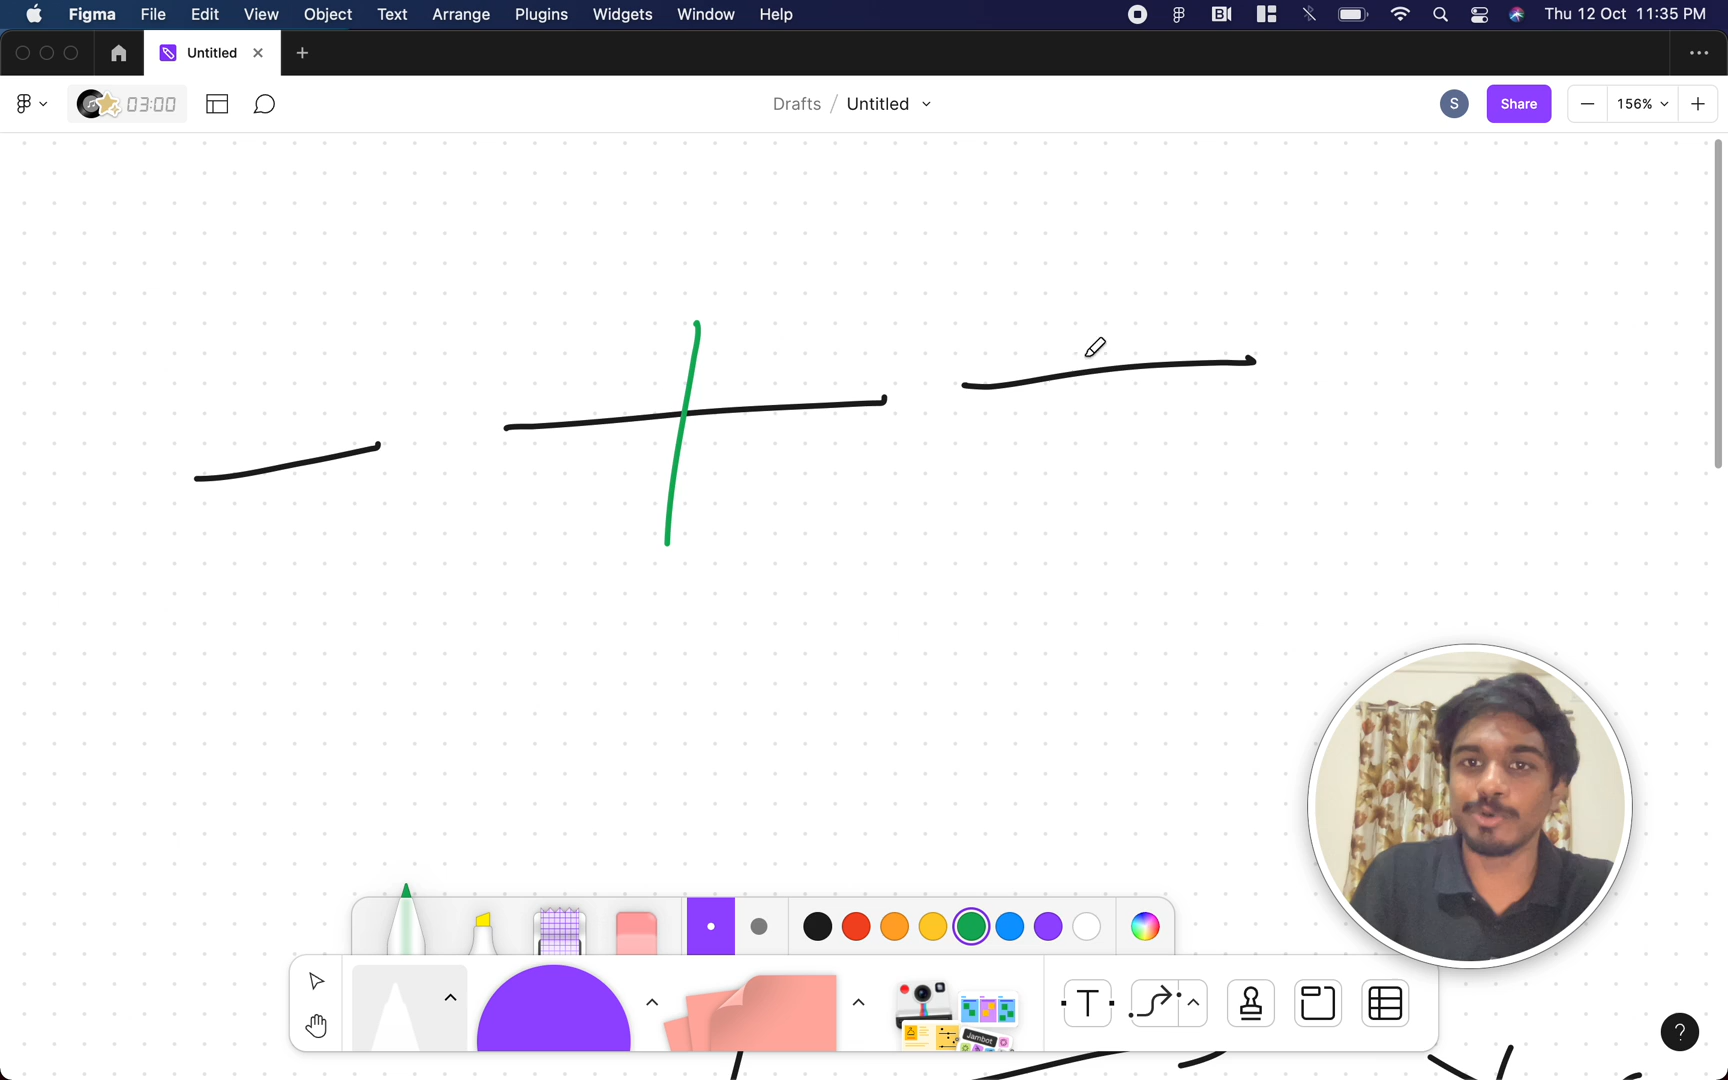 Figma File Edit View Object Text Arrange Plugins Widgets Window Help Thu 12 Oct 11:35 PM
Untitled
03:00 Drafts / Untitled S Share 156%
T
Jambot
?